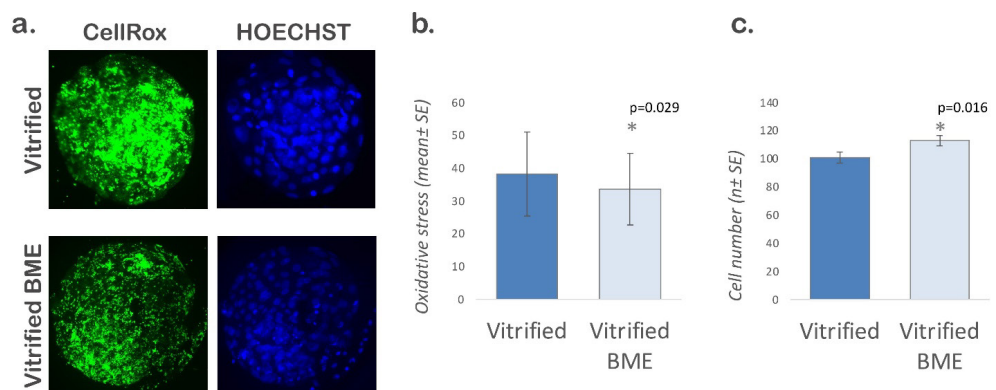 a.
CellRox
HOECHST
Vitrified
Vitrified BME
b.
Oxidative stress (mean± SE)
60
50
40
30
20
10
0
p=0.029
*
Vitrified
Vitrified
BME
c.
Cell number (n± SE)
140
120
100
80
60
40
20
0
p=0.016
*
Vitrified
Vitrified
BME